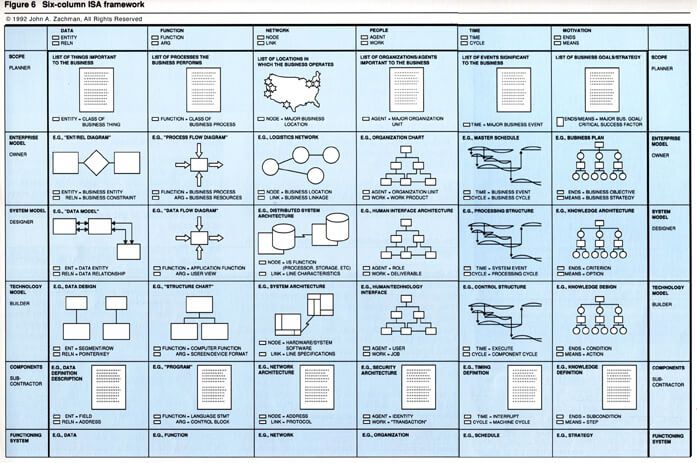 Figure 6 Six-column ISA framework
© 1992 John A. Zachman, All Rights Reserved
DATA
ENTITY
RELN
FUNCTION
FUNCTION
ARG
NETWORK
NODE
LINK
PEOPLE
AGENT
WORK
TIME
TIME
CYCLE
MOTIVATION
ENDS
MEANS
SCOPE
PLANNER
LIST OF THINGS IMPORTANT
TO THE BUSINESS
ENTITY = CLASS OF
BUSINESS THING
LIST OF PROCESSES THE
BUSINESS PERFORMS
FUNCTION = CLASS OF
BUSINESS PROCESS
LIST OF LOCATIONS IN
WHICH THE BUSINESS OPERATES
NODE = MAJOR BUSINESS
LOCATION
LIST OF ORGANIZATIONS/AGENTS
IMPORTANT TO THE BUSINESS
AGENT = MAJOR ORGANIZATION
UNIT
LIST OF EVENTS SIGNIFICANT
TO THE BUSINESS
TIME = MAJOR BUSINESS EVENT
LIST OF BUSINESS GOALS/STRATEGY
ENDS/MEANS = MAJOR BUS. GOAL/
CRITICAL SUCCESS FACTOR
SCOPE
PLANNER
ENTERPRISE
MODEL
OWNER
E.G., "ENT/REL DIAGRAM"
ENTITY = BUSINESS ENTITY
RELN = BUSINESS CONSTRAINT
E.G., "PROCESS FLOW DIAGRAM"
FUNCTION = BUSINESS PROCESS
ARG = BUSINESS RESOURCES
E.G., LOGISTICS NETWORK
NODE = BUSINESS LOCATION
LINK = BUSINESS LINKAGE
E.G., ORGANIZATION CHART
AGENT = ORGANIZATION UNIT
WORK = WORK PRODUCT
E.G., MASTER SCHEDULE
TIME = BUSINESS EVENT
CYCLE = BUSINESS CYCLE
E.G., BUSINESS PLAN
ENDS = BUSINESS OBJECTIVE
MEANS = BUSINESS STRATEGY
ENTERPRISE
MODEL
OWNER
SYSTEM MODEL
DESIGNER
E.G., "DATA MODEL"
ENT = DATA ENTITY
RELN = DATA RELATIONSHIP
E.G., "DATA FLOW DIAGRAM"
FUNCTION = APPLICATION FUNCTION
ARG = USER VIEW
E.G., DISTRIBUTED SYSTEM
ARCHITECTURE
NODE = I/S FUNCTION
(PROCESSOR, STORAGE, ETC)
LINK = LINE CHARACTERISTICS
E.G., HUMAN INTERFACE ARCHITECTURE
AGENT = ROLE
WORK = DELIVERABLE
E.G., PROCESSING STRUCTURE
TIME = SYSTEM EVENT
CYCLE = PROCESSING CYCLE
E.G., KNOWLEDGE ARCHITECTURE
ENDS = CRITERION
MEANS = OPTION
SYSTEM
MODEL
DESIGNER
TECHNOLOGY
MODEL
BUILDER
E.G., DATA DESIGN
ENT = SEGMENT/ROW
RELN = POINTER/KEY
E.G., "STRUCTURE CHART"
FUNCTION = COMPUTER FUNCTION
ARG = SCREEN/DEVICE FORMAT
E.G., SYSTEM ARCHITECTURE
NODE = HARDWARE/SYSTEM
SOFTWARE
LINK = LINE SPECIFICATIONS
E.G., HUMAN/TECHNOLOGY
INTERFACE
AGENT = USER
WORK = JOB
E.G., CONTROL STRUCTURE
TIME = EXECUTE
CYCLE = COMPONENT CYCLE
E.G., KNOWLEDGE DESIGN
ENDS = CONDITION
MEANS = ACTION
TECHNOLOGY
MODEL
BUILDER
COMPONENTS
SUB-
CONTRACTOR
E.G., DATA
DEFINITION
DESCRIPTION
ENT = FIELD
RELN = ADDRESS
E.G., "PROGRAM"
FUNCTION = LANGUAGE STMT
ARG = CONTROL BLOCK
E.G., NETWORK
ARCHITECTURE
NODE = ADDRESS
LINK = PROTOCOL
E.G., SECURITY
ARCHITECTURE
AGENT = IDENTITY
WORK = "TRANSACTION"
E.G., TIMING
DEFINITION
TIME = INTERRUPT
CYCLE = MACHINE CYCLE
E.G., KNOWLEDGE
DEFINITION
ENDS = SUBCONDITION
MEANS = STEP
COMPONENTS
SUB-
CONTRACTOR
FUNCTIONING
SYSTEM
E.G., DATA
E.G., FUNCTION
E.G., NETWORK
E.G., ORGANIZATION
E.G., SCHEDULE
E.G., STRATEGY
FUNCTIONING
SYSTEM